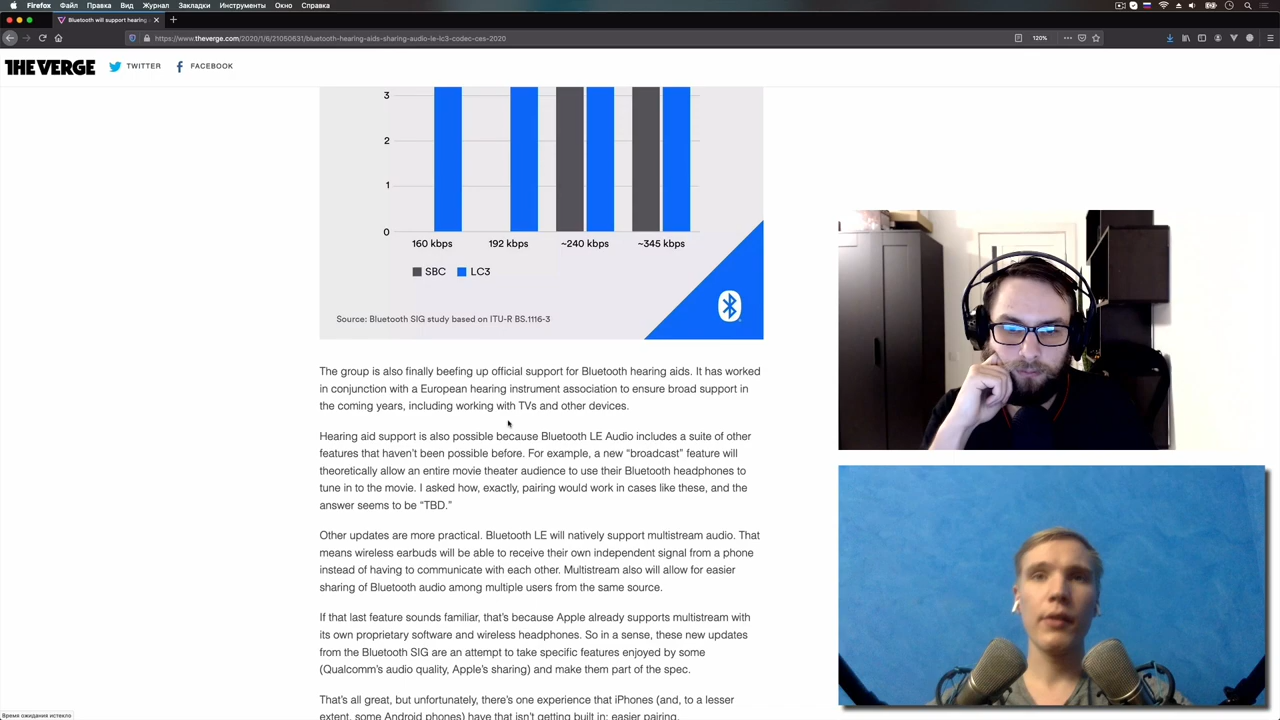 Firefox Файл Правка Вид Журнал Закладки Инструменты Окно Справка
Bluetooth will support hearing
https://www.theverge.com/2020/1/6/21050631/bluetooth-hearing-aids-sharing-audio-le-lc3-codec-ces-2020
120%
THE VERGE TWITTER FACEBOOK
3
2
1
0
160 kbps 192 kbps ~240 kbps ~345 kbps
SBC LC3
Source: Bluetooth SIG study based on ITU-R BS.1116-3
The group is also finally beefing up official support for Bluetooth hearing aids. It has worked
in conjunction with a European hearing instrument association to ensure broad support in
the coming years, including working with TVs and other devices.
Hearing aid support is also possible because Bluetooth LE Audio includes a suite of other
features that haven’t been possible before. For example, a new “broadcast” feature will
theoretically allow an entire movie theater audience to use their Bluetooth headphones to
tune in to the movie. I asked how, exactly, pairing would work in cases like these, and the
answer seems to be “TBD.”
Other updates are more practical. Bluetooth LE will natively support multistream audio. That
means wireless earbuds will be able to receive their own independent signal from a phone
instead of having to communicate with each other. Multistream also will allow for easier
sharing of Bluetooth audio among multiple users from the same source.
If that last feature sounds familiar, that’s because Apple already supports multistream with
its own proprietary software and wireless headphones. So in a sense, these new updates
from the Bluetooth SIG are an attempt to take specific features enjoyed by some
(Qualcomm’s audio quality, Apple’s sharing) and make them part of the spec.
That’s all great, but unfortunately, there’s one experience that iPhones (and, to a lesser
extent, some Android phones) have that isn’t getting built in: easier pairing.
Время ожидания истекло